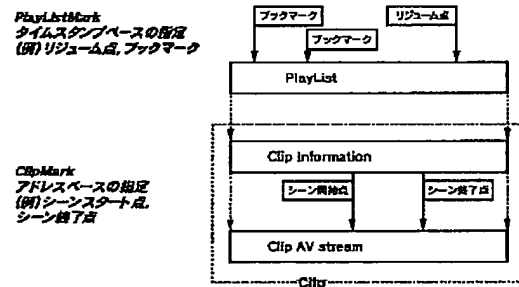 PlayListMark
タイムスタンプベースの指定
(例)リジューム点, ブックマーク
ブックマーク
リジューム点
ブックマーク
PlayList
ClipMark
アドレスベースの指定
(例)シーンスタート点,
シーン終了点
Clip Information
シーン開始点
シーン終了点
Clip AV stream
Clip